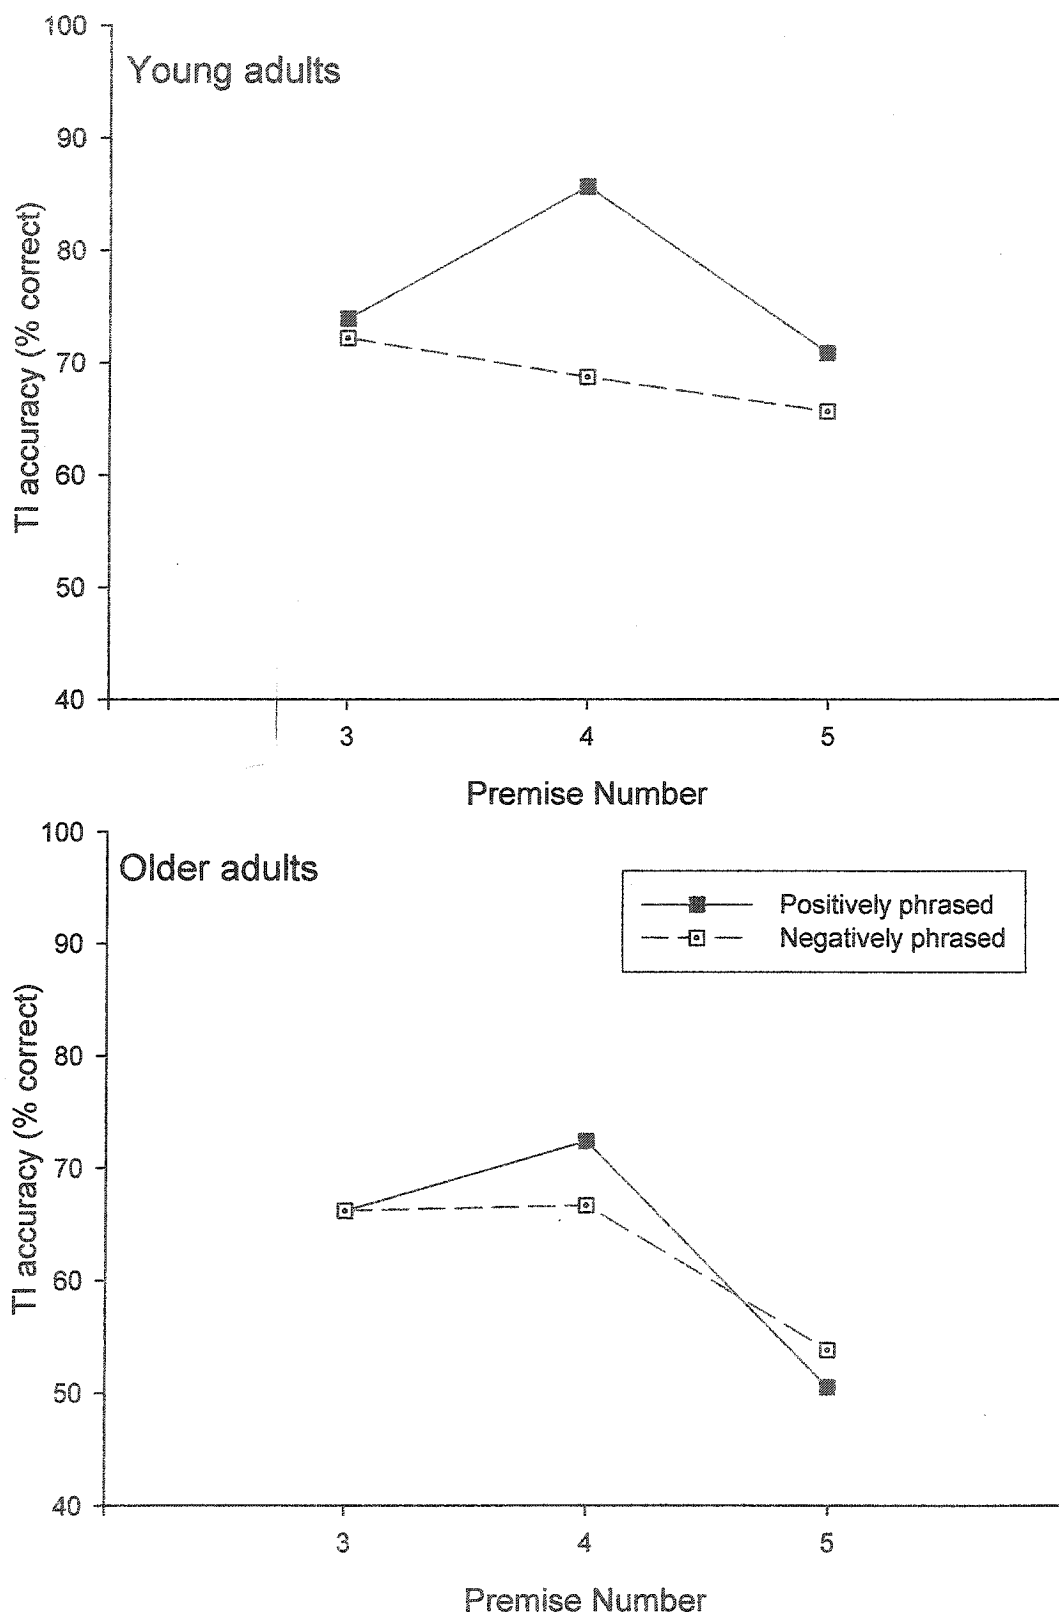 100
Young adults
90
80
70
60
50
40
TI accuracy (% correct)
3 4 5
Premise Number
100
Older adults
Positively phrased
Negatively phrased
90
80
70
60
50
40
TI accuracy (% correct)
3 4 5
Premise Number